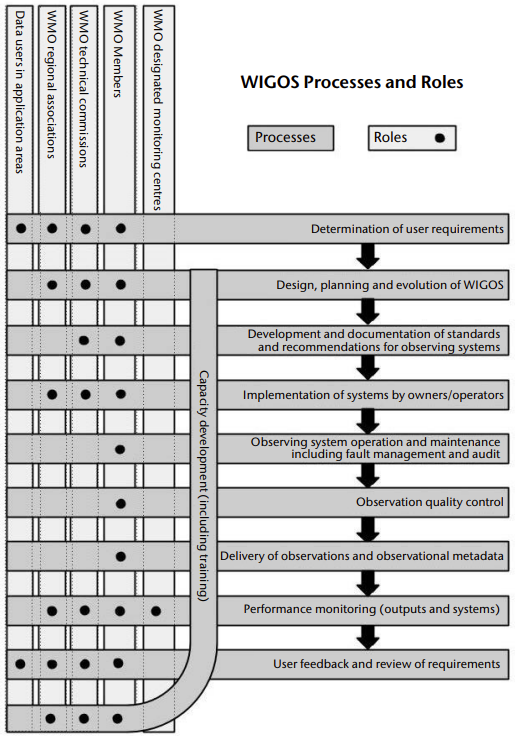 Data users in application areas
WMO regional associations
WMO technical commissions
WMO Members
WMO designated monitoring centres
WIGOS Processes and Roles
Processes
Roles
Determination of user requirements
Design, planning and evolution of WIGOS
Development and documentation of standards
and recommendations for observing systems
Implementation of systems by owners/operators
Observing system operation and maintenance
including fault management and audit
Observation quality control
Delivery of observations and observational metadata
Performance monitoring (outputs and systems)
User feedback and review of requirements
Capacity development (including training)